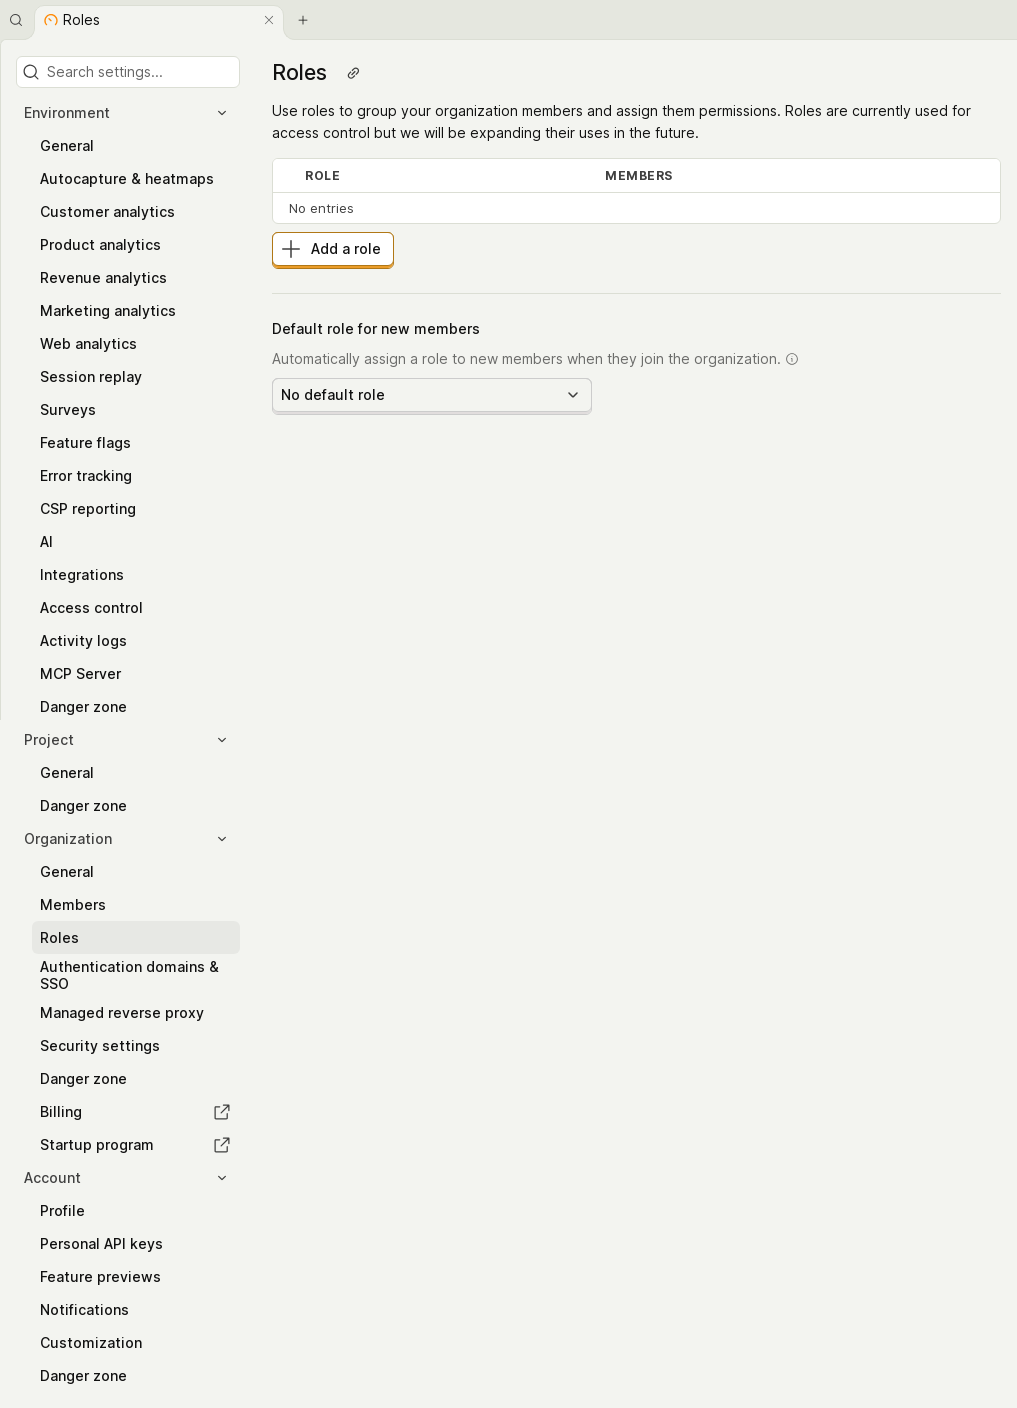 Roles
Search settings...
Environment
General
Autocapture & heatmaps
Customer analytics
Product analytics
Revenue analytics
Marketing analytics
Web analytics
Session replay
Surveys
Feature flags
Error tracking
CSP reporting
AI
Integrations
Access control
Activity logs
MCP Server
Danger zone
Project
General
Danger zone
Organization
General
Members
Roles
Authentication domains &
SSO
Managed reverse proxy
Security settings
Danger zone
Billing
Startup program
Account
Profile
Personal API keys
Feature previews
Notifications
Customization
Danger zone
Roles
Use roles to group your organization members and assign them permissions. Roles are currently used for
access control but we will be expanding their uses in the future.
ROLE MEMBERS
No entries
Add a role
Default role for new members
Automatically assign a role to new members when they join the organization.
No default role